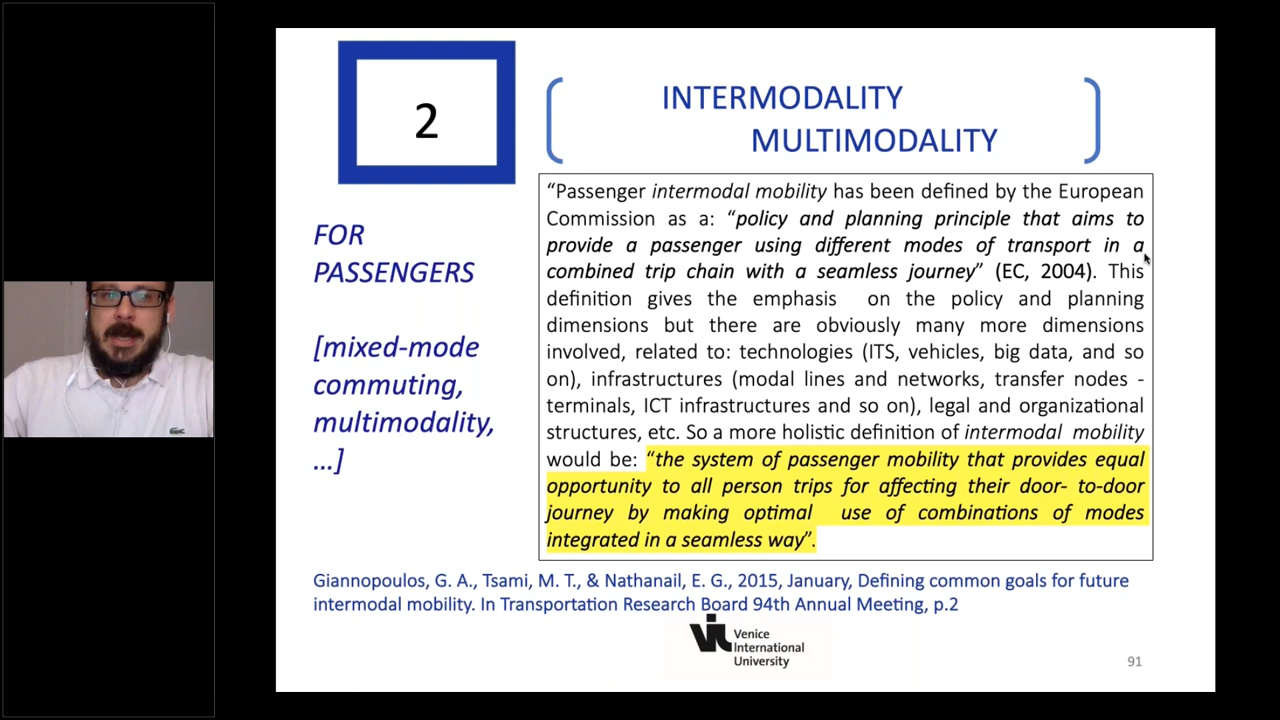 2
INTERMODALITY
MULTIMODALITY
FOR
PASSENGERS
[mixed-mode
commuting,
multimodality,
...]
“Passenger intermodal mobility has been defined by the European
Commission as a: “policy and planning principle that aims to
provide a passenger using different modes of transport in a
combined trip chain with a seamless journey” (EC, 2004). This
definition gives the emphasis on the policy and planning
dimensions but there are obviously many more dimensions
involved, related to: technologies (ITS, vehicles, big data, and so
on), infrastructures (modal lines and networks, transfer nodes -
terminals, ICT infrastructures and so on), legal and organizational
structures, etc. So a more holistic definition of intermodal mobility
would be: “the system of passenger mobility that provides equal
opportunity to all person trips for affecting their door- to-door
journey by making optimal use of combinations of modes
integrated in a seamless way”.
Giannopoulos, G. A., Tsami, M. T., & Nathanail, E. G., 2015, January, Defining common goals for future
intermodal mobility. In Transportation Research Board 94th Annual Meeting, p.2
VIU
Venice
International
University
91